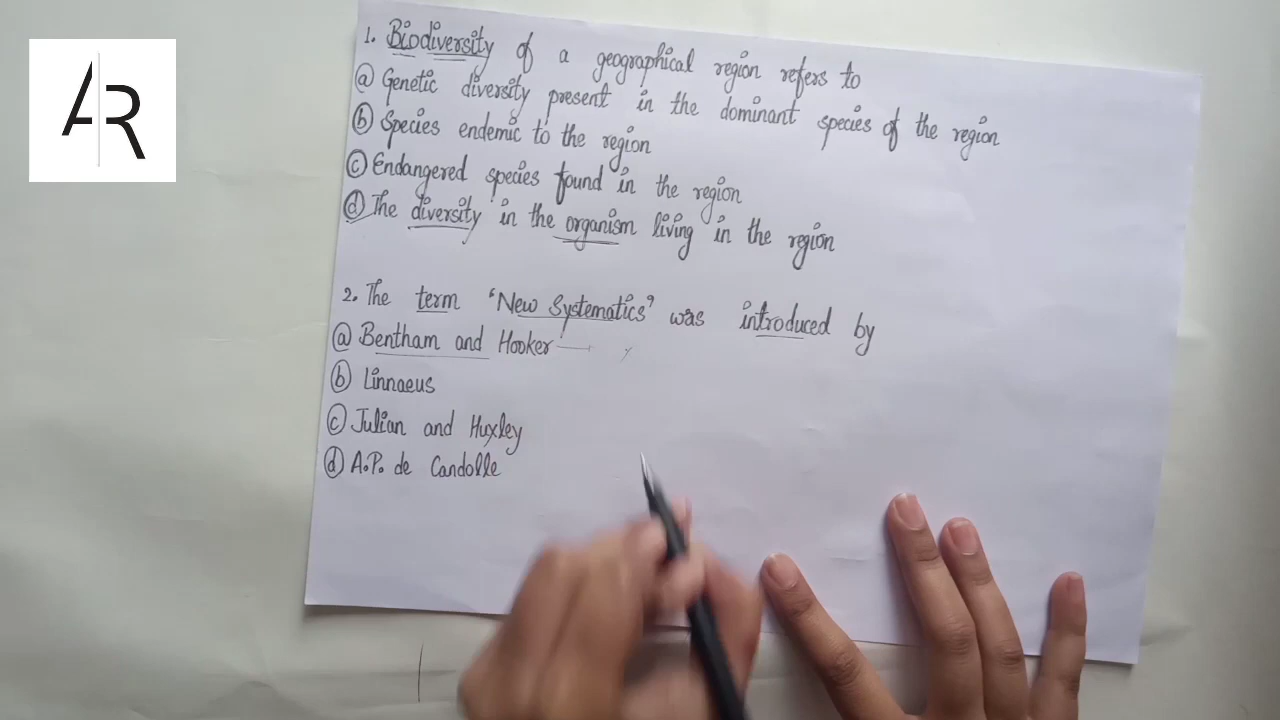 AR
1. Biodiversity of a geographical region refers to
(a) Genetic diversity present in the dominant species of the region
(b) Species endemic to the region
(c) Endangered species found in the region
(d) The diversity in the organism living in the region
2. The term 'New Systematics' was introduced by
(a) Bentham and Hooker
(b) Linnaeus
(c) Julian and Huxley
(d) A.P. de Candolle